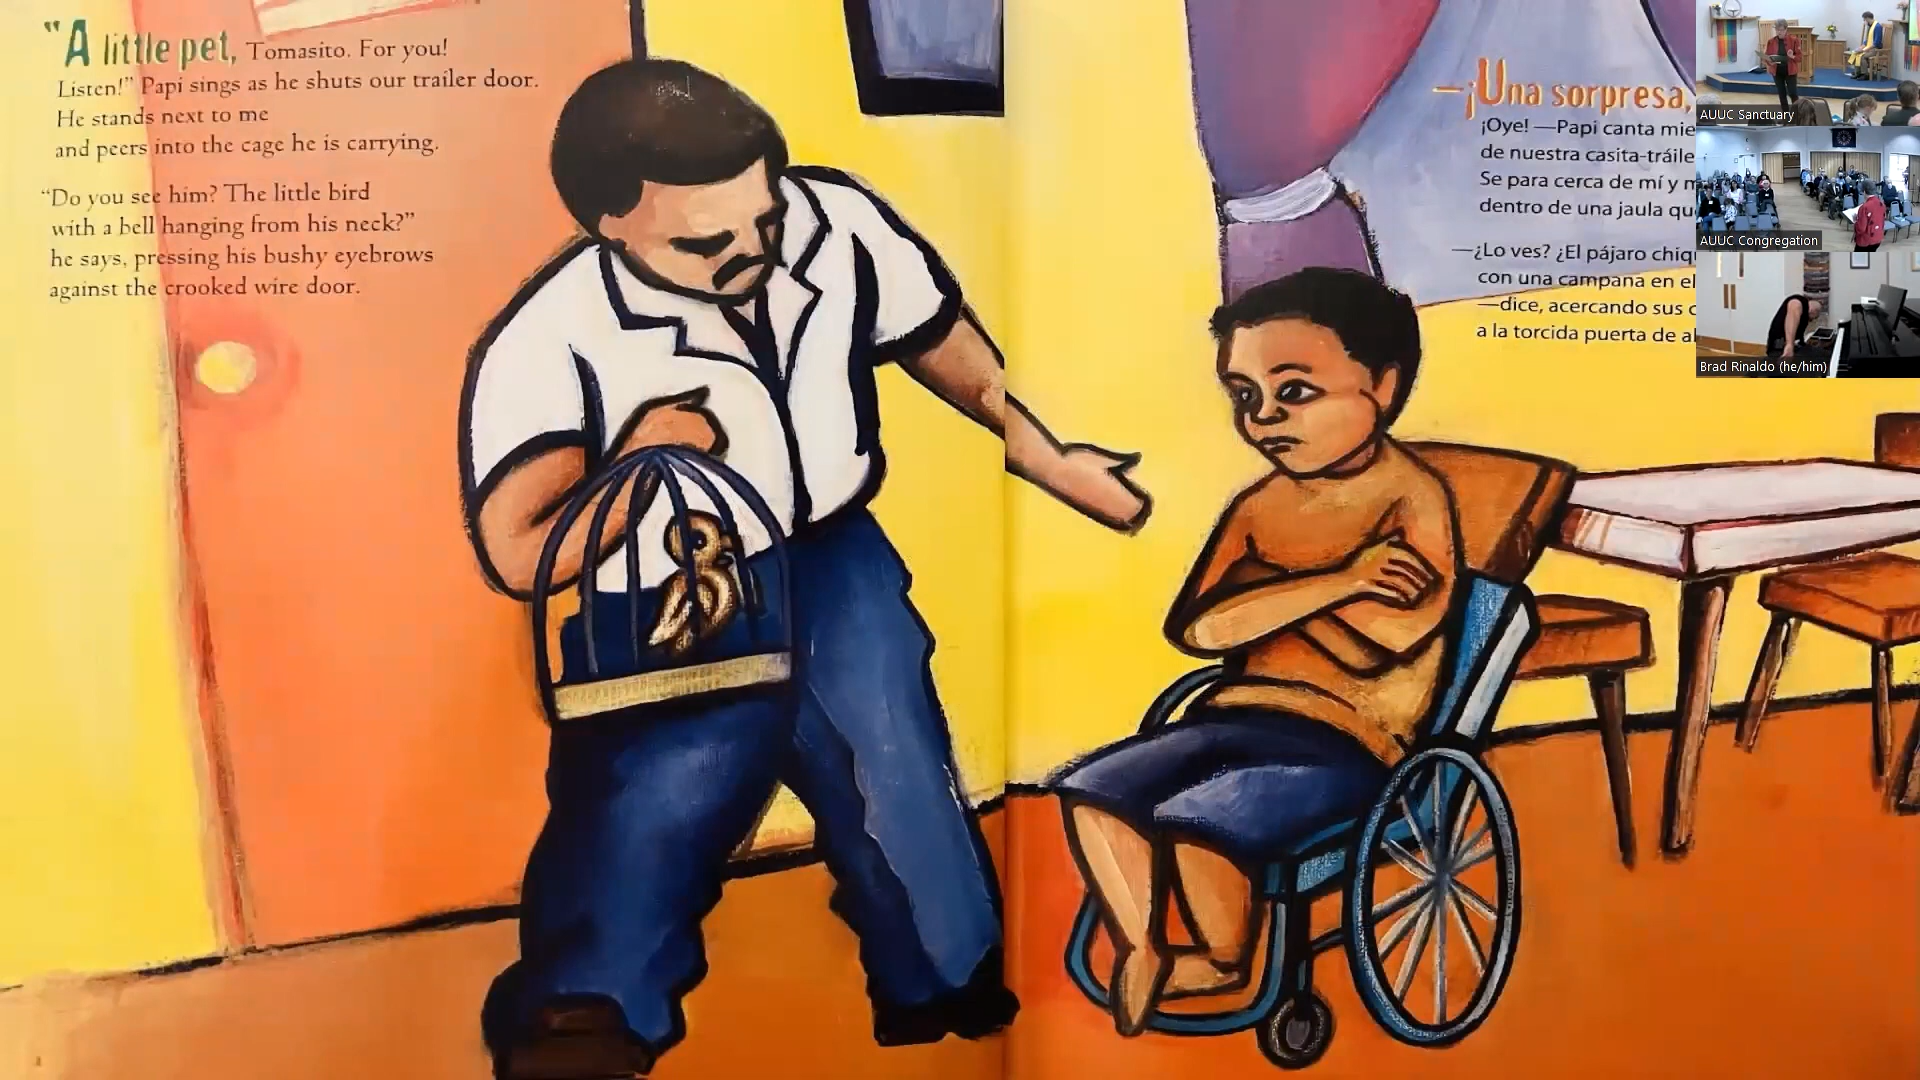 “A little pet, Tomasito. For you!
Listen!” Papi sings as he shuts our trailer door.
He stands next to me
and peers into the cage he is carrying.
“Do you see him? The little bird
with a bell hanging from his neck?”
he says, pressing his bushy eyebrows
against the crooked wire door.
—¡Una sorpresa,
¡Oye! —Papi canta mie
de nuestra casita-tráile
Se para cerca de mí y m
dentro de una jaula qu
—¿Lo ves? ¿El pájaro chiq
con una campana en el
—dice, acercando sus c
a la torcida puerta de al
AUUC Sanctuary
AUUC Congregation
Brad Rinaldo (he/him)